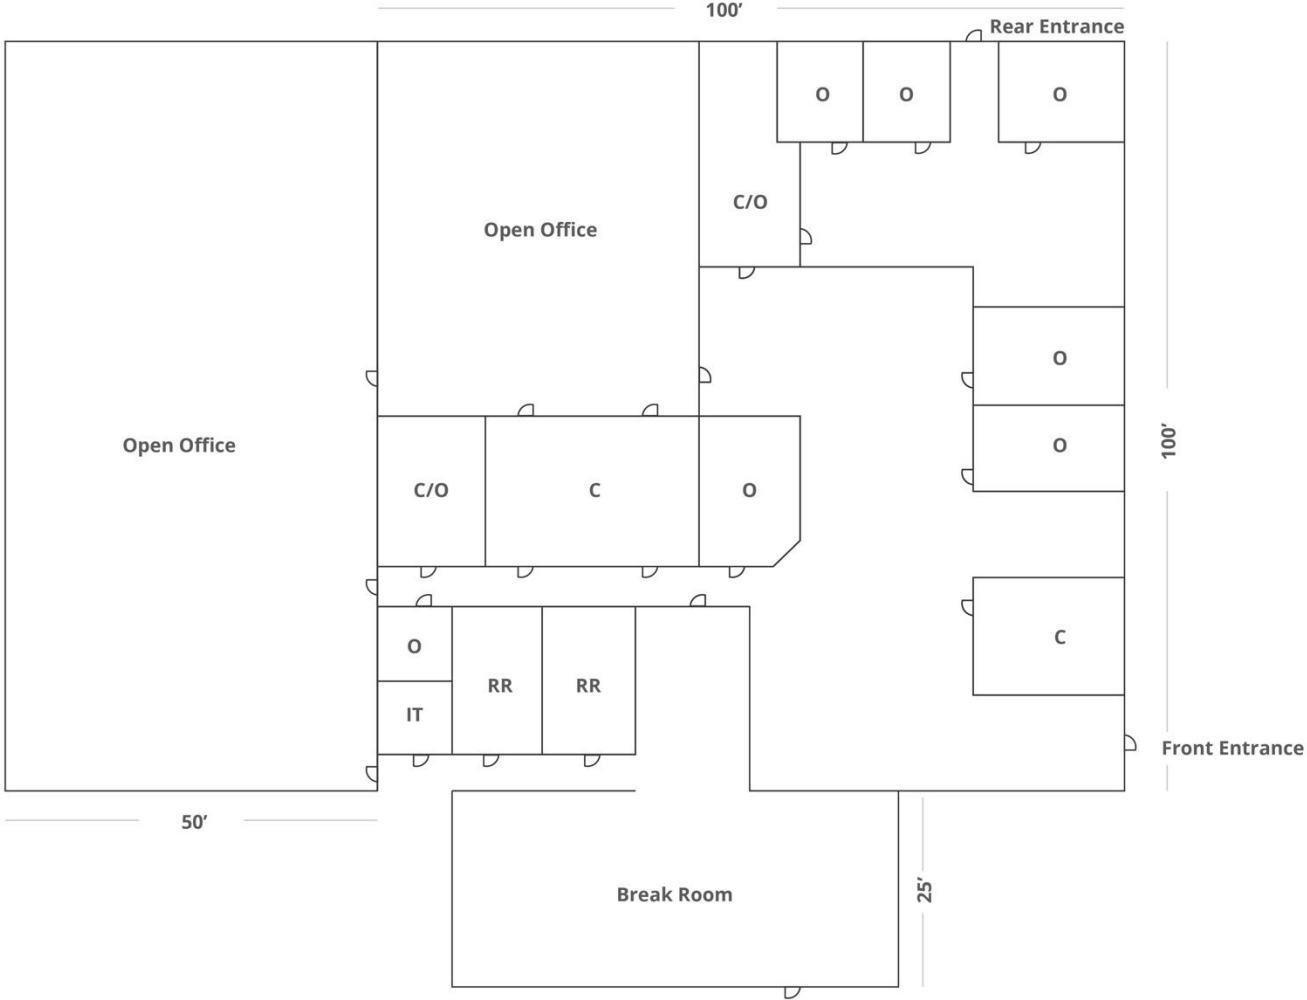 100’
Rear Entrance
O
O
O
C/O
Open Office
O
Open Office
O
100’
C/O
C
O
O
RR
RR
C
IT
Front Entrance
50’
Break Room
25’